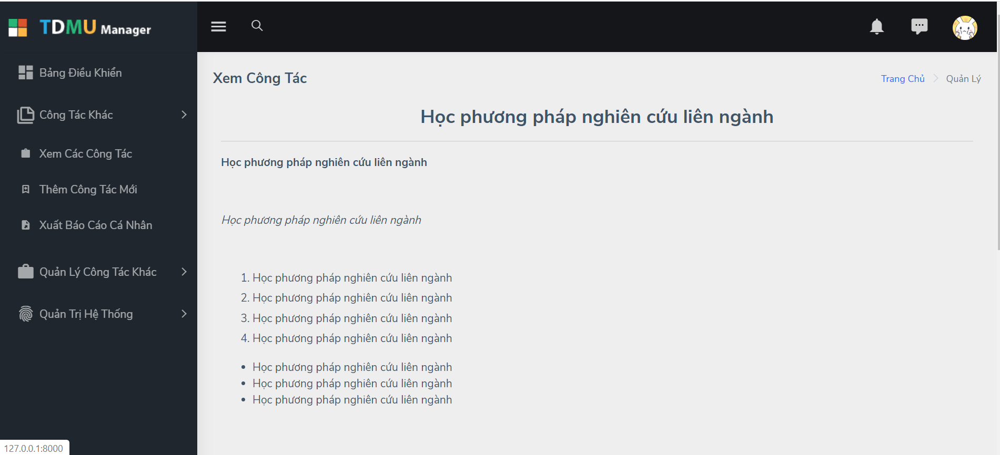 TDMU Manager
Bảng Điều Khiển
Công Tác Khác
Xem Các Công Tác
Thêm Công Tác Mới
Xuất Báo Cáo Cá Nhân
Quản Lý Công Tác Khác
Quản Trị Hệ Thống
Xem Công Tác
Trang Chủ Quản Lý
Học phương pháp nghiên cứu liên ngành
Học phương pháp nghiên cứu liên ngành
Học phương pháp nghiên cứu liên ngành
1. Học phương pháp nghiên cứu liên ngành
2. Học phương pháp nghiên cứu liên ngành
3. Học phương pháp nghiên cứu liên ngành
4. Học phương pháp nghiên cứu liên ngành
• Học phương pháp nghiên cứu liên ngành
• Học phương pháp nghiên cứu liên ngành
• Học phương pháp nghiên cứu liên ngành
127.0.0.1:8000